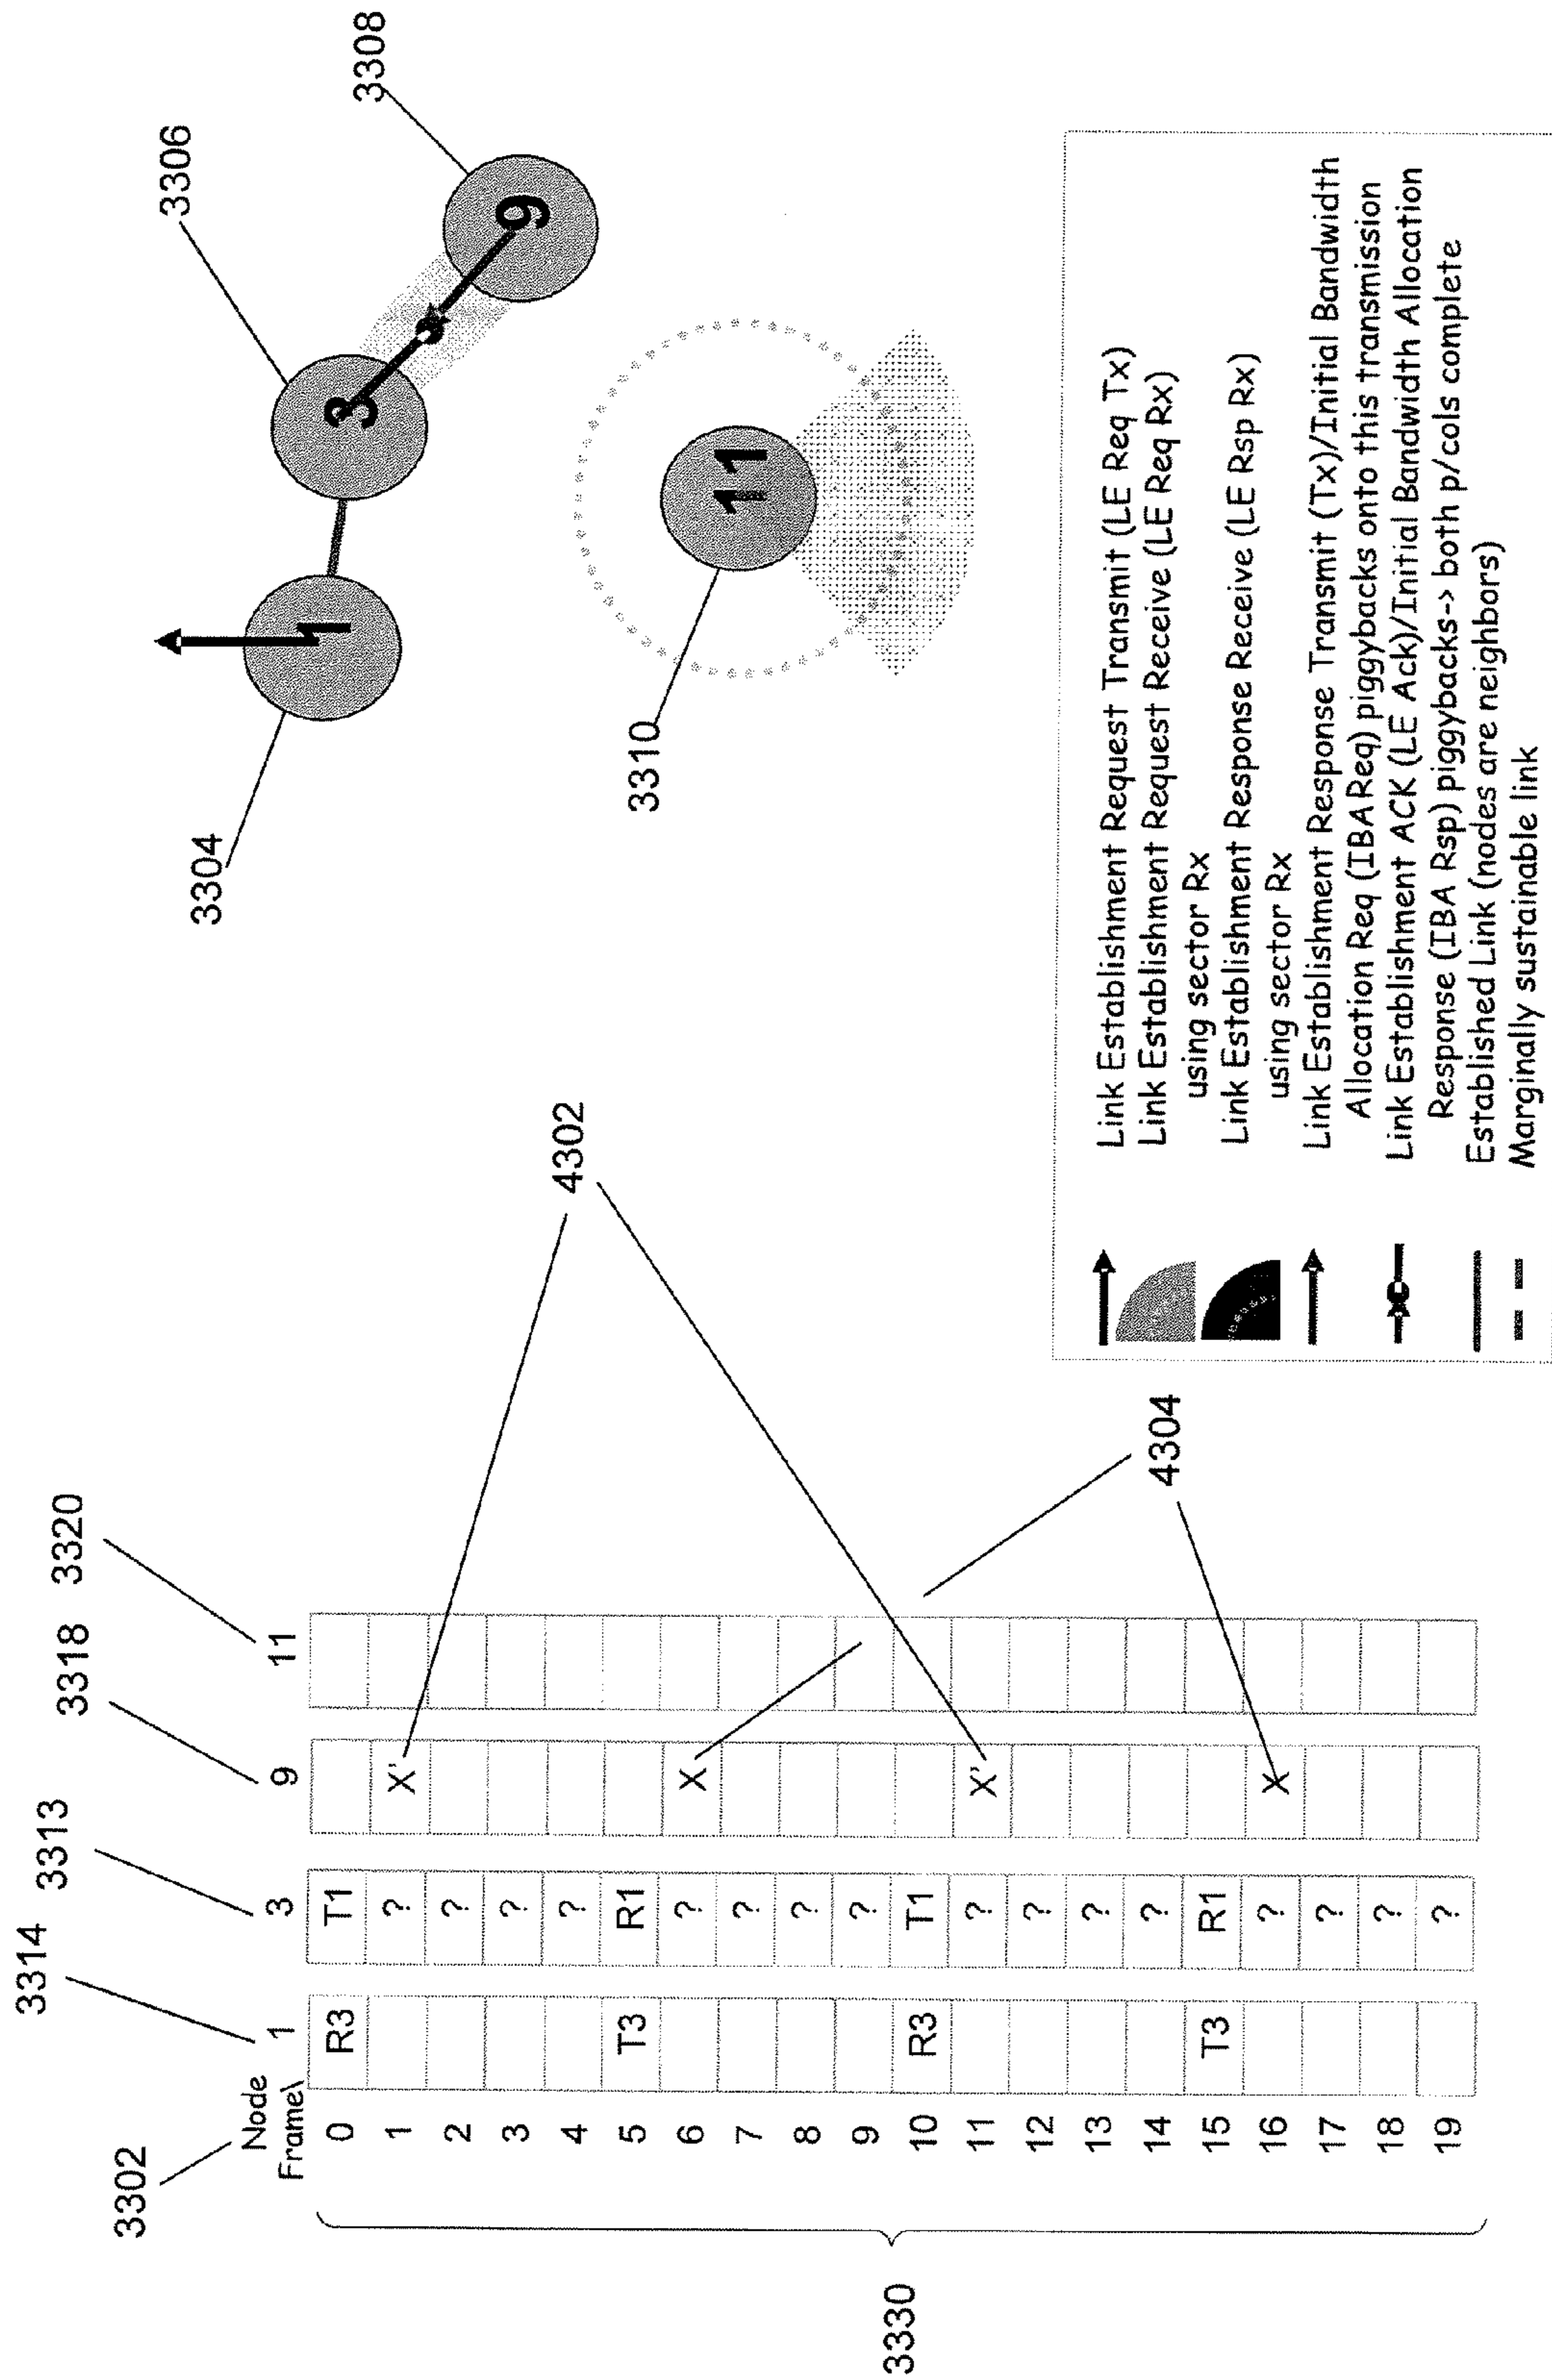 3302
3314
3313
3318
3320
Node
Frame\
1
3
9
11
0 R3 T1
1 ? X'
2 ?
3 ?
4 ?
5 T3 R1
6 ? X
7 ?
8 ?
9 ?
10 R3 T1
11 ? X'
12 ?
13 ?
14 ?
15 T3 R1
16 ? X
17 ?
18 ?
19 ?
3330
4302
4304
3304
3306
3308
3310
1
3
9
11
Link Establishment Request Transmit (LE Req Tx)
Link Establishment Request Receive (LE Req Rx)
using sector Rx
Link Establishment Response Receive (LE Rsp Rx)
using sector Rx
Link Establishment Response Transmit (Tx)/Initial Bandwidth
Allocation Req (IBA Req) piggybacks onto this transmission
Link Establishment ACK (LE Ack)/Initial Bandwidth Allocation
Response (IBA Rsp) piggybacks--> both p/cols complete
Established Link (nodes are neighbors)
Marginally sustainable link